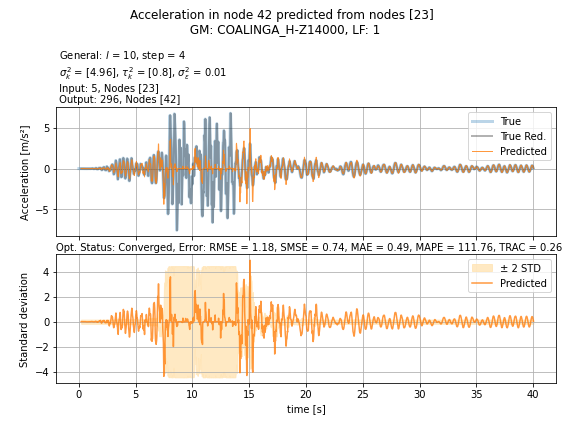 Acceleration in node 42 predicted from nodes [23]
GM: COALINGA_H-Z14000, LF: 1
General: l = 10, step = 4
σ²ₖ = [4.96], τ²ₖ = [0.8], σ²ε = 0.01
Input: 5, Nodes [23]
Output: 296, Nodes [42]
Acceleration [m/s²]
5
0
−5
True
True Red.
Predicted
Opt. Status: Converged, Error: RMSE = 1.18, SMSE = 0.74, MAE = 0.49, MAPE = 111.76, TRAC = 0.26
Standard deviation
4
2
0
−2
−4
± 2 STD
Predicted
0 5 10 15 20 25 30 35 40
time [s]